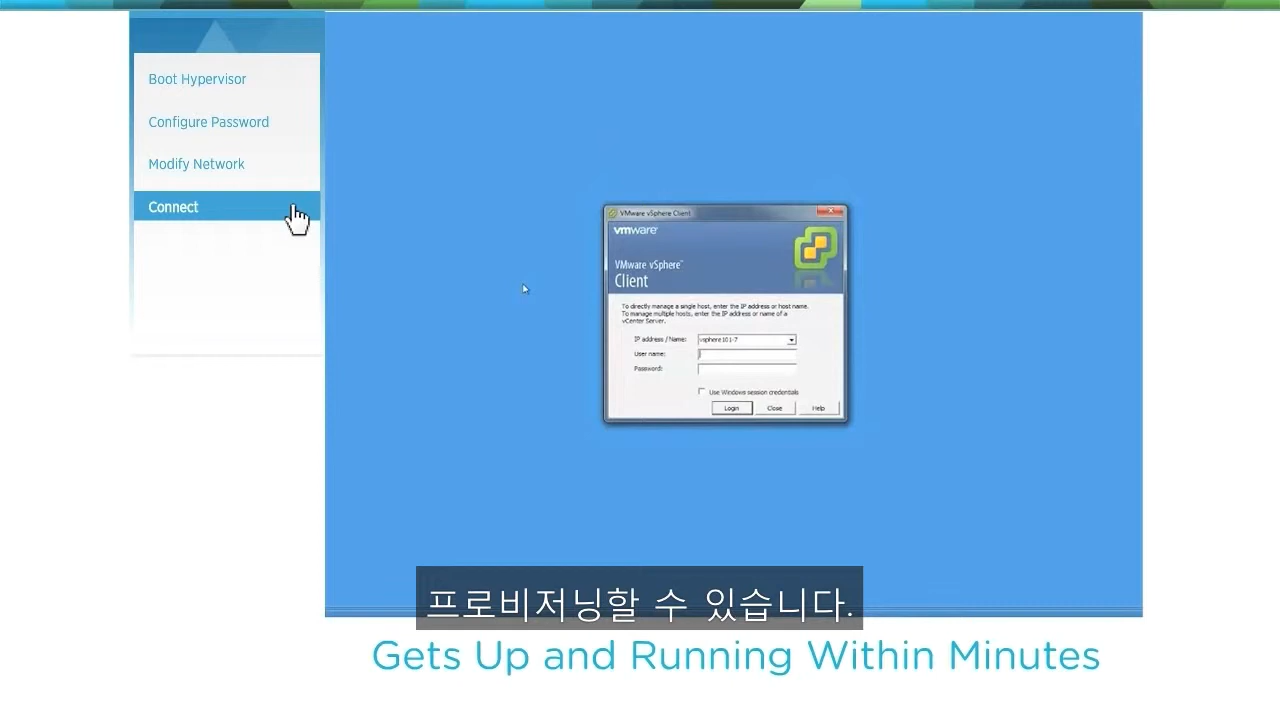 Boot Hypervisor
Configure Password
Modify Network
Connect
VMware vSphere Client
vmware
VMware vSphere™
Client
To directly manage a single host, enter the IP address or host name.
To manage multiple hosts, enter the IP address or name of a
vCenter Server.
IP address / Name: vsphere101-7
User name:
Password:
Use Windows session credentials
Login Close Help
프로비저닝할 수 있습니다.
Gets Up and Running Within Minutes